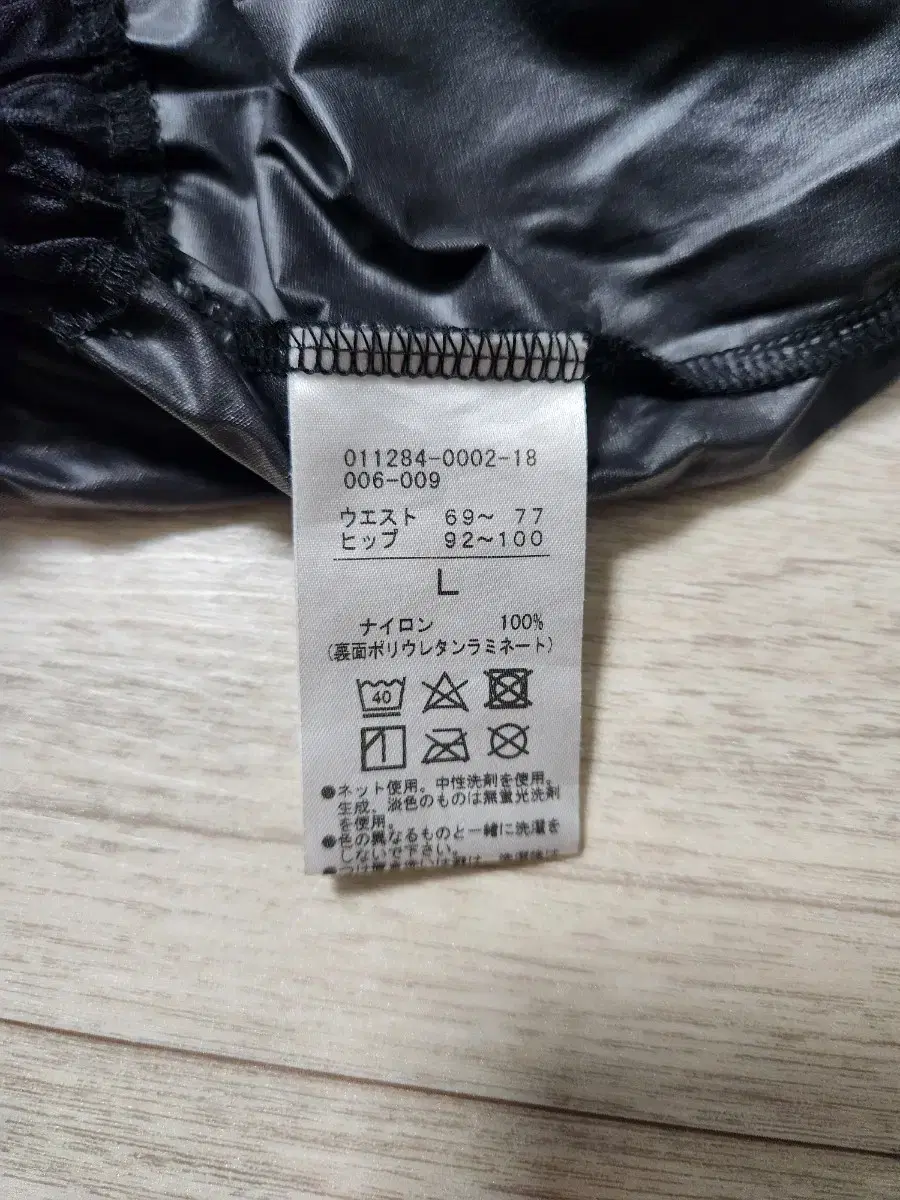 011284-0002-18
006-009
ウエスト 69～ 77
ヒップ 92～100
L
ナイロン 100%
(裏面ポリウレタンラミネート)
40
●ネット使用。中性洗剤を使用。
生成、淡色のものは無蛍光洗剤
を使用。
●色の異なるものと一緒に洗濯を
しないで下さい。